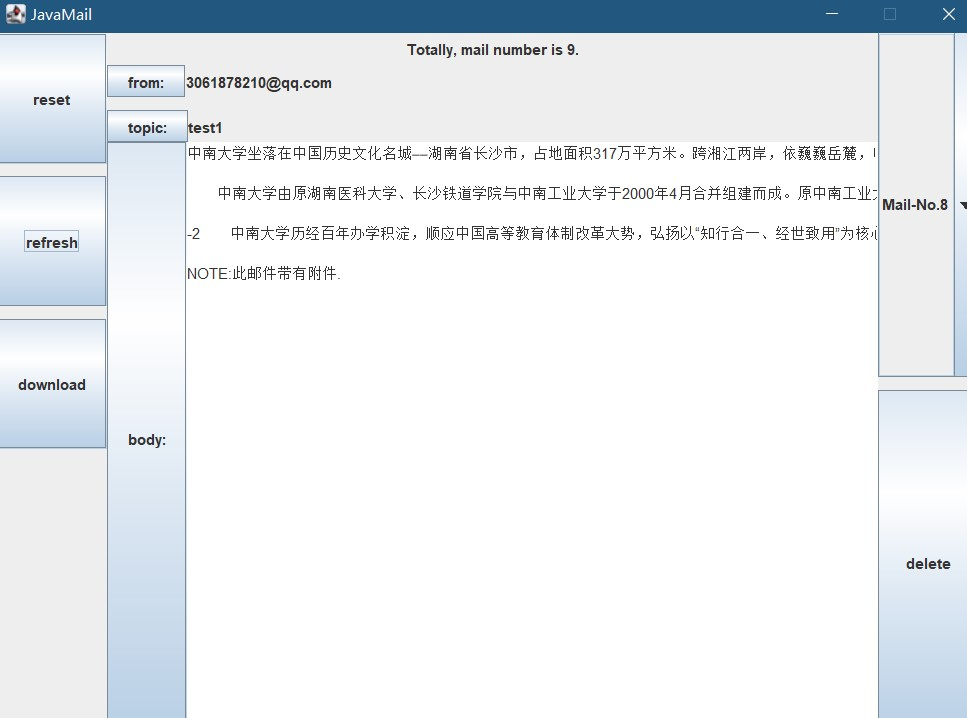 JavaMail
Totally, mail number is 9.
reset
refresh
download
from: 3061878210@qq.com
topic: test1
body:
中南大学坐落在中国历史文化名城—湖南省长沙市，占地面积317万平方米。跨湘江两岸，依巍巍岳麓，
中南大学由原湖南医科大学、长沙铁道学院与中南工业大学于2000年4月合并组建而成。原中南工业
-2 中南大学历经百年办学积淀，顺应中国高等教育体制改革大势，弘扬以“知行合一、经世致用”为核心
NOTE:此邮件带有附件.
Mail-No.8
delete